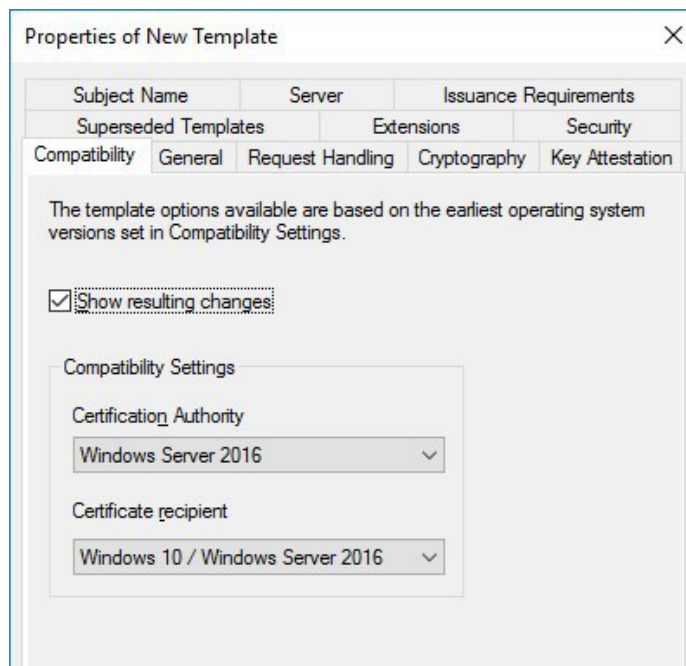 Properties of New Template
Subject Name Server Issuance Requirements
Superseded Templates Extensions Security
Compatibility General Request Handling Cryptography Key Attestation
The template options available are based on the earliest operating system
versions set in Compatibility Settings.
Show resulting changes
Compatibility Settings
Certification Authority
Windows Server 2016
Certificate recipient
Windows 10 / Windows Server 2016